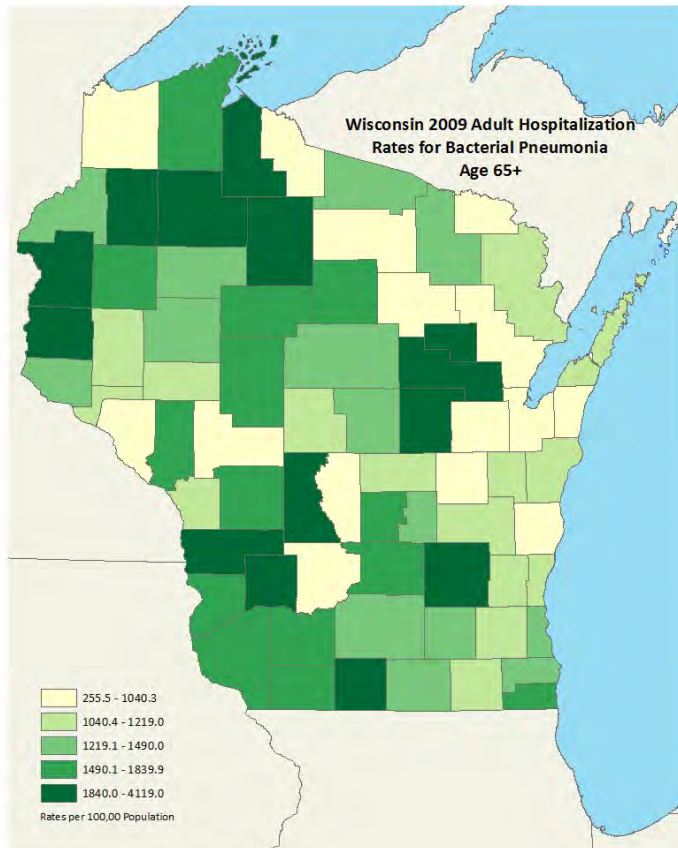 Wisconsin 2009 Adult Hospitalization
Rates for Bacterial Pneumonia
Age 65+
255.5 - 1040.3
1040.4 - 1219.0
1219.1 - 1490.0
1490.1 - 1839.9
1840.0 - 4119.0
Rates per 100,00 Population